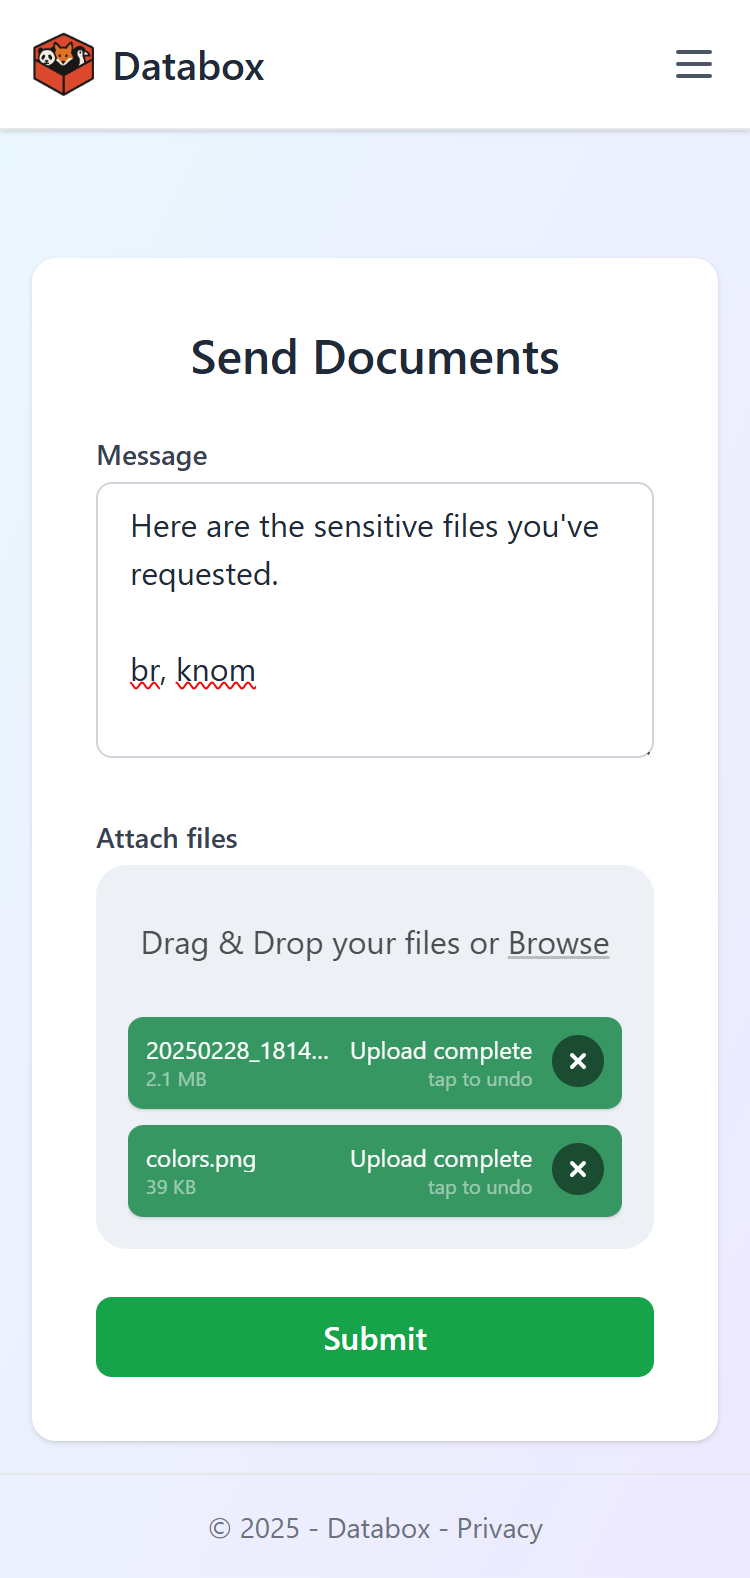 Databox
Send Documents
Message
Here are the sensitive files you've
requested.
br, knom
Attach files
Drag & Drop your files or Browse
20250228_1814... Upload complete
2.1 MB tap to undo
colors.png Upload complete
39 KB tap to undo
Submit
© 2025 - Databox - Privacy